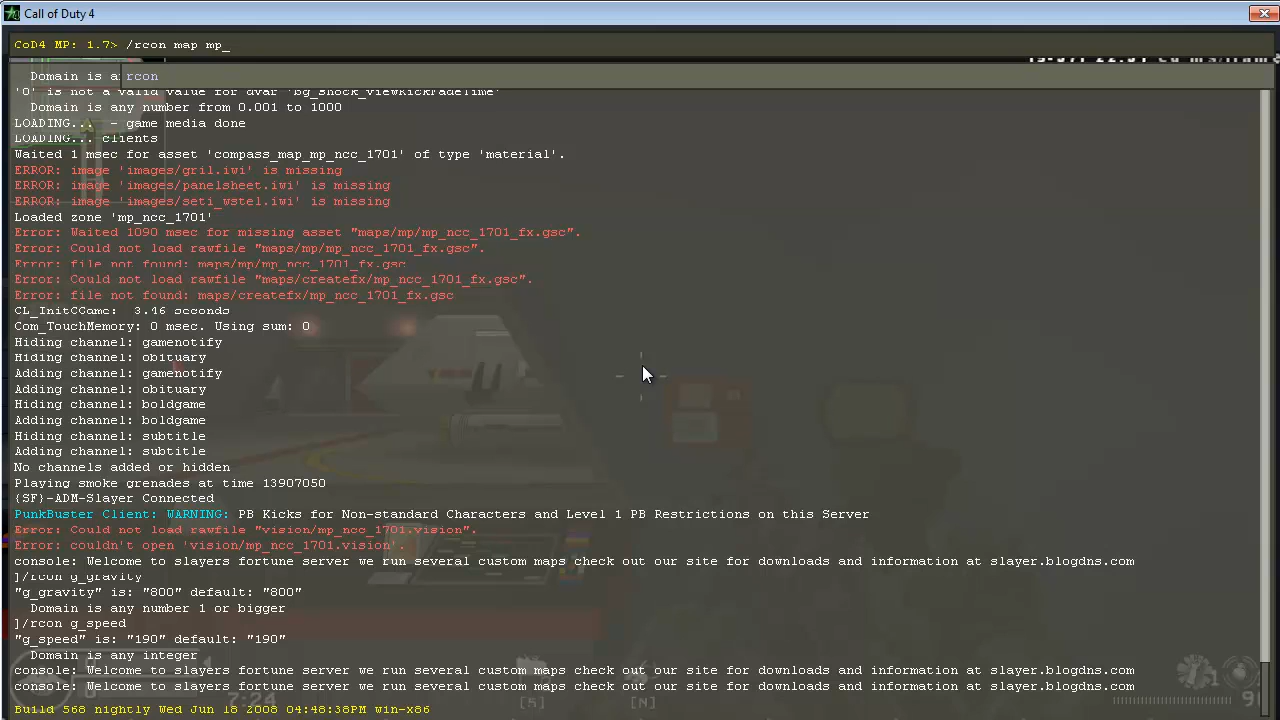 Call of Duty 4
CoD4 MP: 1.7> /rcon map mp_
Domain is a rcon
'0' is not a valid value for dvar 'bg_shock_viewKickFadeTime'
Domain is any number from 0.001 to 1000
LOADING... - game media done
LOADING... clients
Waited 1 msec for asset 'compass_map_mp_ncc_1701' of type 'material'.
ERROR: image 'images/gril.iwi' is missing
ERROR: image 'images/panelsheet.iwi' is missing
ERROR: image 'images/seti_wstel.iwi' is missing
Loaded zone 'mp_ncc_1701'
Error: Waited 1090 msec for missing asset "maps/mp/mp_ncc_1701_fx.gsc".
Error: Could not load rawfile "maps/mp/mp_ncc_1701_fx.gsc".
Error: file not found: maps/mp/mp_ncc_1701_fx.gsc
Error: Could not load rawfile "maps/createfx/mp_ncc_1701_fx.gsc".
Error: file not found: maps/createfx/mp_ncc_1701_fx.gsc
CL_InitCGame: 3.46 seconds
Com_TouchMemory: 0 msec. Using sum: 0
Hiding channel: gamenotify
Hiding channel: obituary
Adding channel: gamenotify
Adding channel: obituary
Hiding channel: boldgame
Adding channel: boldgame
Hiding channel: subtitle
Adding channel: subtitle
No channels added or hidden
Playing smoke grenades at time 13907050
{SF}-ADM-Slayer Connected
PunkBuster Client: WARNING: PB Kicks for Non-standard Characters and Level 1 PB Restrictions on this Server
Error: Could not load rawfile "vision/mp_ncc_1701.vision".
Error: couldn't open 'vision/mp_ncc_1701.vision'.
console: Welcome to slayers fortune server we run several custom maps check out our site for downloads and information at slayer.blogdns.com
]/rcon g_gravity
"g_gravity" is: "800" default: "800"
Domain is any number 1 or bigger
]/rcon g_speed
"g_speed" is: "190" default: "190"
Domain is any integer
console: Welcome to slayers fortune server we run several custom maps check out our site for downloads and information at slayer.blogdns.com
console: Welcome to slayers fortune server we run several custom maps check out our site for downloads and information at slayer.blogdns.com
7:24
[N]
Build 568 nightly Wed Jun 18 2008 04:48:38PM win-x86